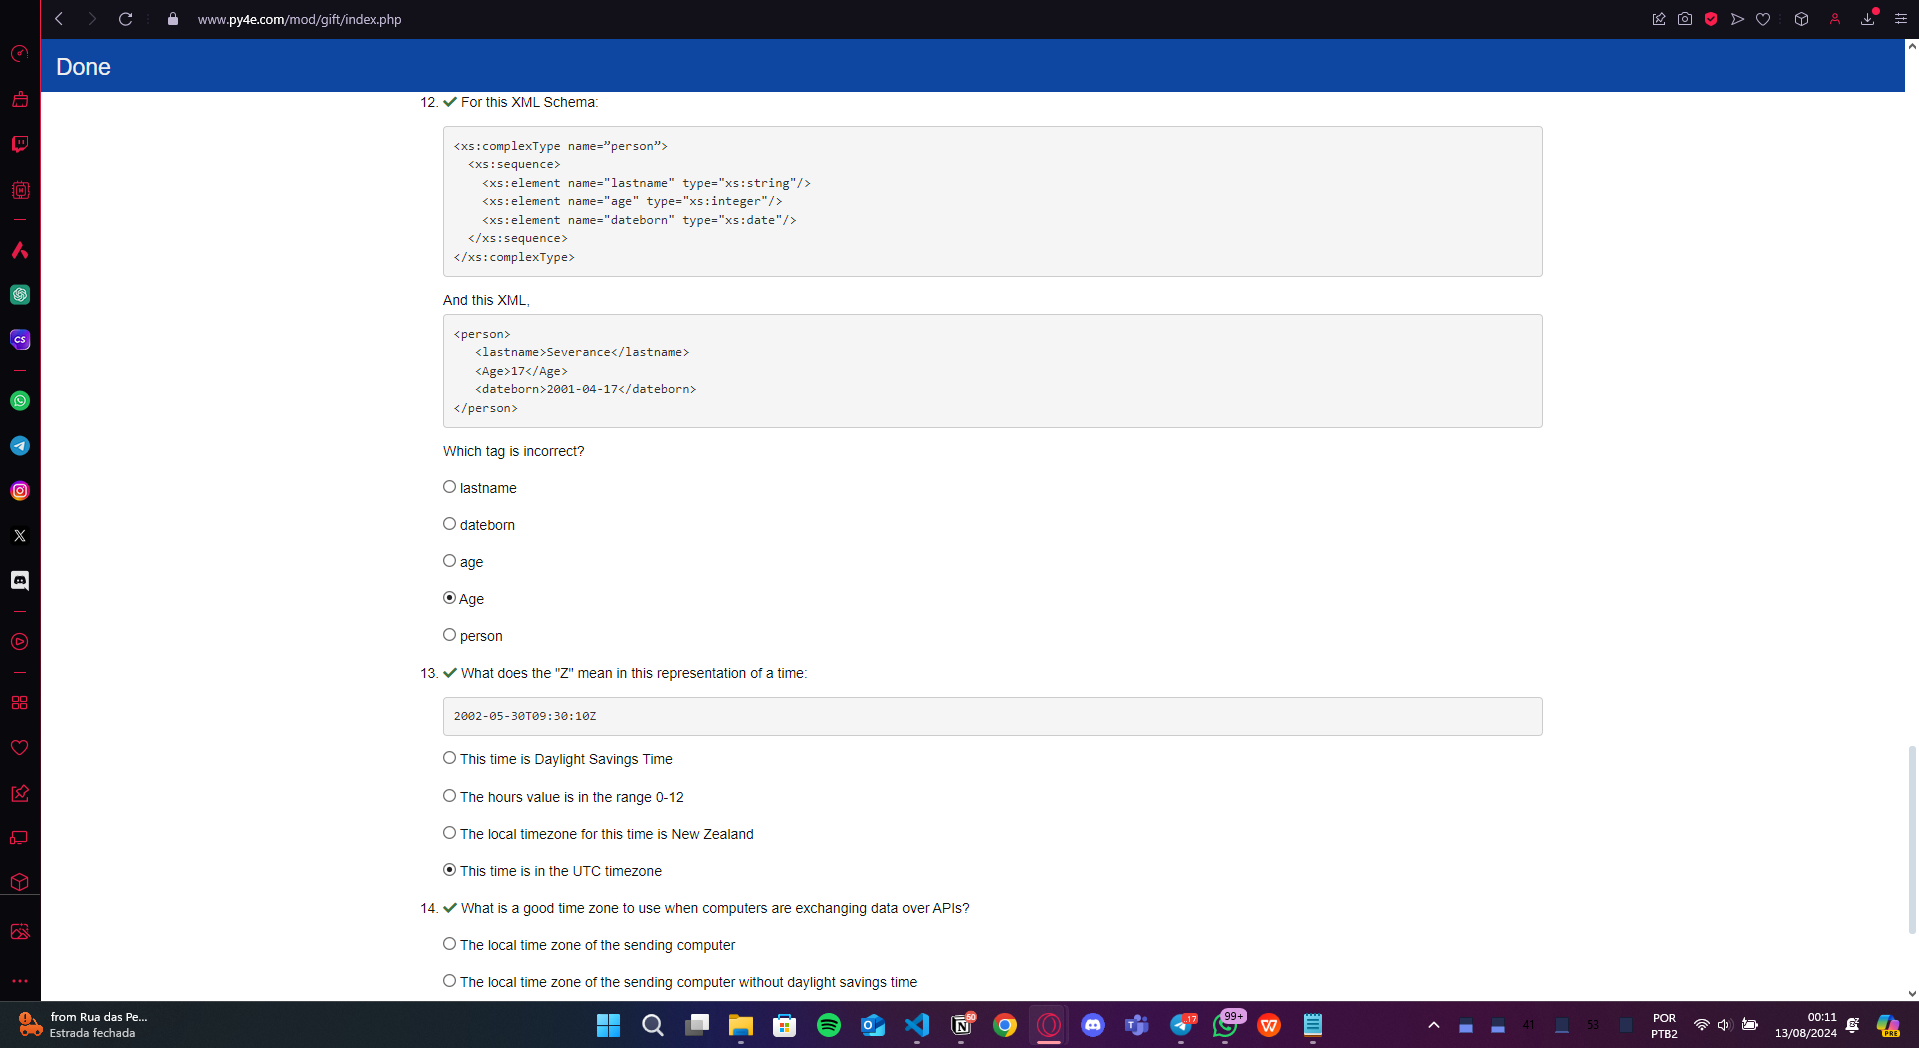 www.py4e.com/mod/gift/index.php
Done
12. For this XML Schema:
<xs:complexType name=”person”>
<xs:sequence>
<xs:element name="lastname" type="xs:string"/>
<xs:element name="age" type="xs:integer"/>
<xs:element name="dateborn" type="xs:date"/>
</xs:sequence>
</xs:complexType>
And this XML,
<person>
<lastname>Severance</lastname>
<Age>17</Age>
<dateborn>2001-04-17</dateborn>
</person>
Which tag is incorrect?
lastname
dateborn
age
Age
person
13. What does the "Z" mean in this representation of a time:
2002-05-30T09:30:10Z
This time is Daylight Savings Time
The hours value is in the range 0-12
The local timezone for this time is New Zealand
This time is in the UTC timezone
14. What is a good time zone to use when computers are exchanging data over APIs?
The local time zone of the sending computer
The local time zone of the sending computer without daylight savings time
CS
from Rua das Pe...
Estrada fechada
60
17
99+
41
53
POR
PTB2
00:11
13/08/2024
PRE